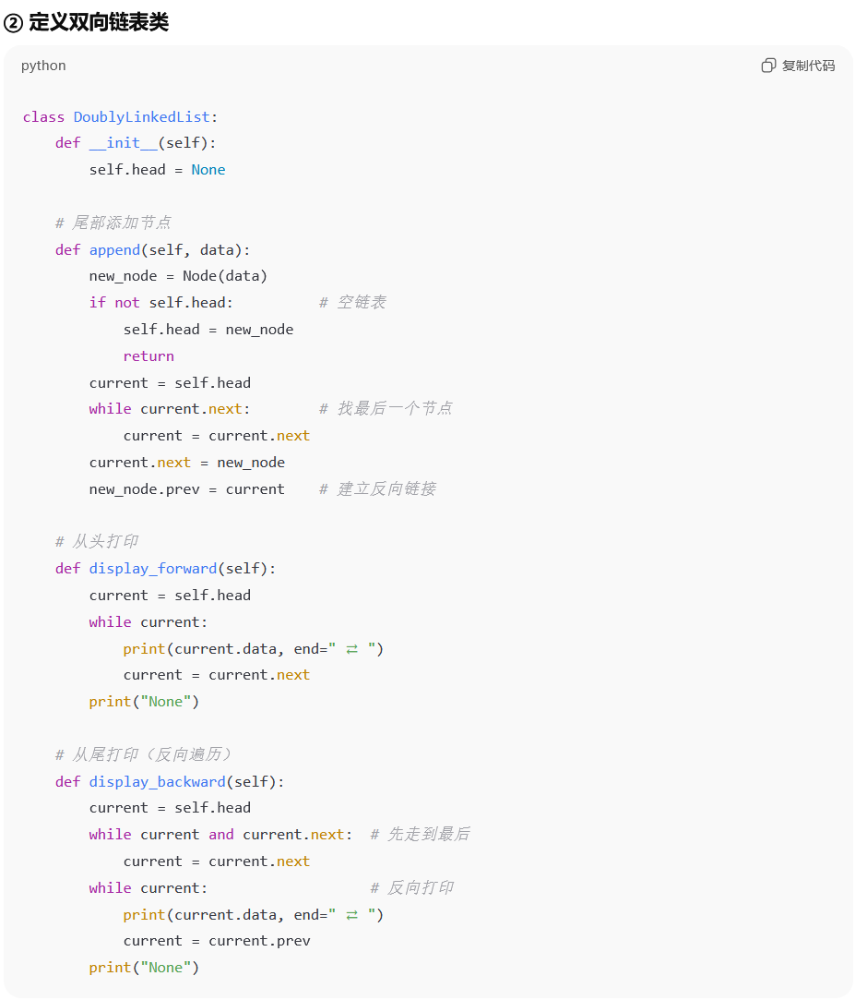 ② 定义双向链表类
python
复制代码
class DoublyLinkedList:
    def __init__(self):
        self.head = None
    # 尾部添加节点
    def append(self, data):
        new_node = Node(data)
        if not self.head:          # 空链表
            self.head = new_node
            return
        current = self.head
        while current.next:        # 找最后一个节点
            current = current.next
        current.next = new_node
        new_node.prev = current    # 建立反向链接
    # 从头打印
    def display_forward(self):
        current = self.head
        while current:
            print(current.data, end=" ⇄ ")
            current = current.next
        print("None")
    # 从尾打印（反向遍历）
    def display_backward(self):
        current = self.head
        while current and current.next:  # 先走到最后
            current = current.next
        while current:                   # 反向打印
            print(current.data, end=" ⇄ ")
            current = current.prev
        print("None")